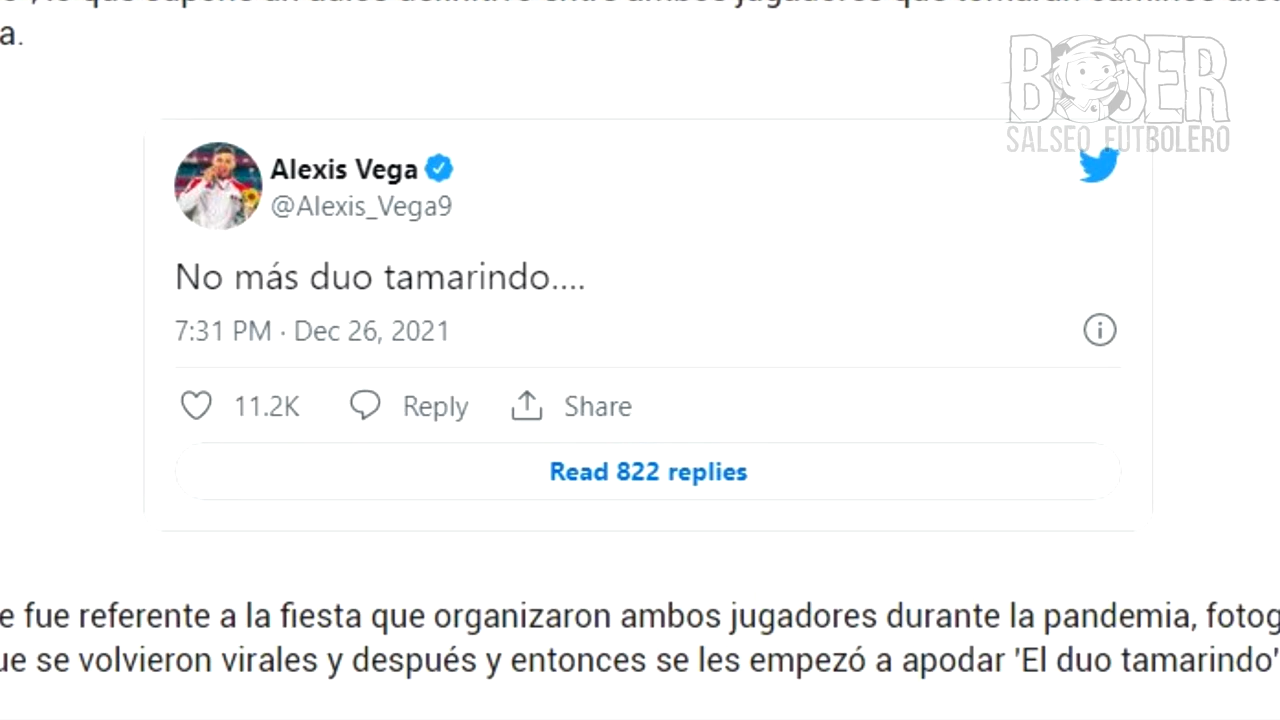 a.
BOSER
SALSEO FUTBOLERO
Alexis Vega
@Alexis_Vega9
No más duo tamarindo....
7:31 PM · Dec 26, 2021
11.2K Reply Share
Read 822 replies
e fue referente a la fiesta que organizaron ambos jugadores durante la pandemia, fotog
ue se volvieron virales y después y entonces se les empezó a apodar 'El duo tamarindo'